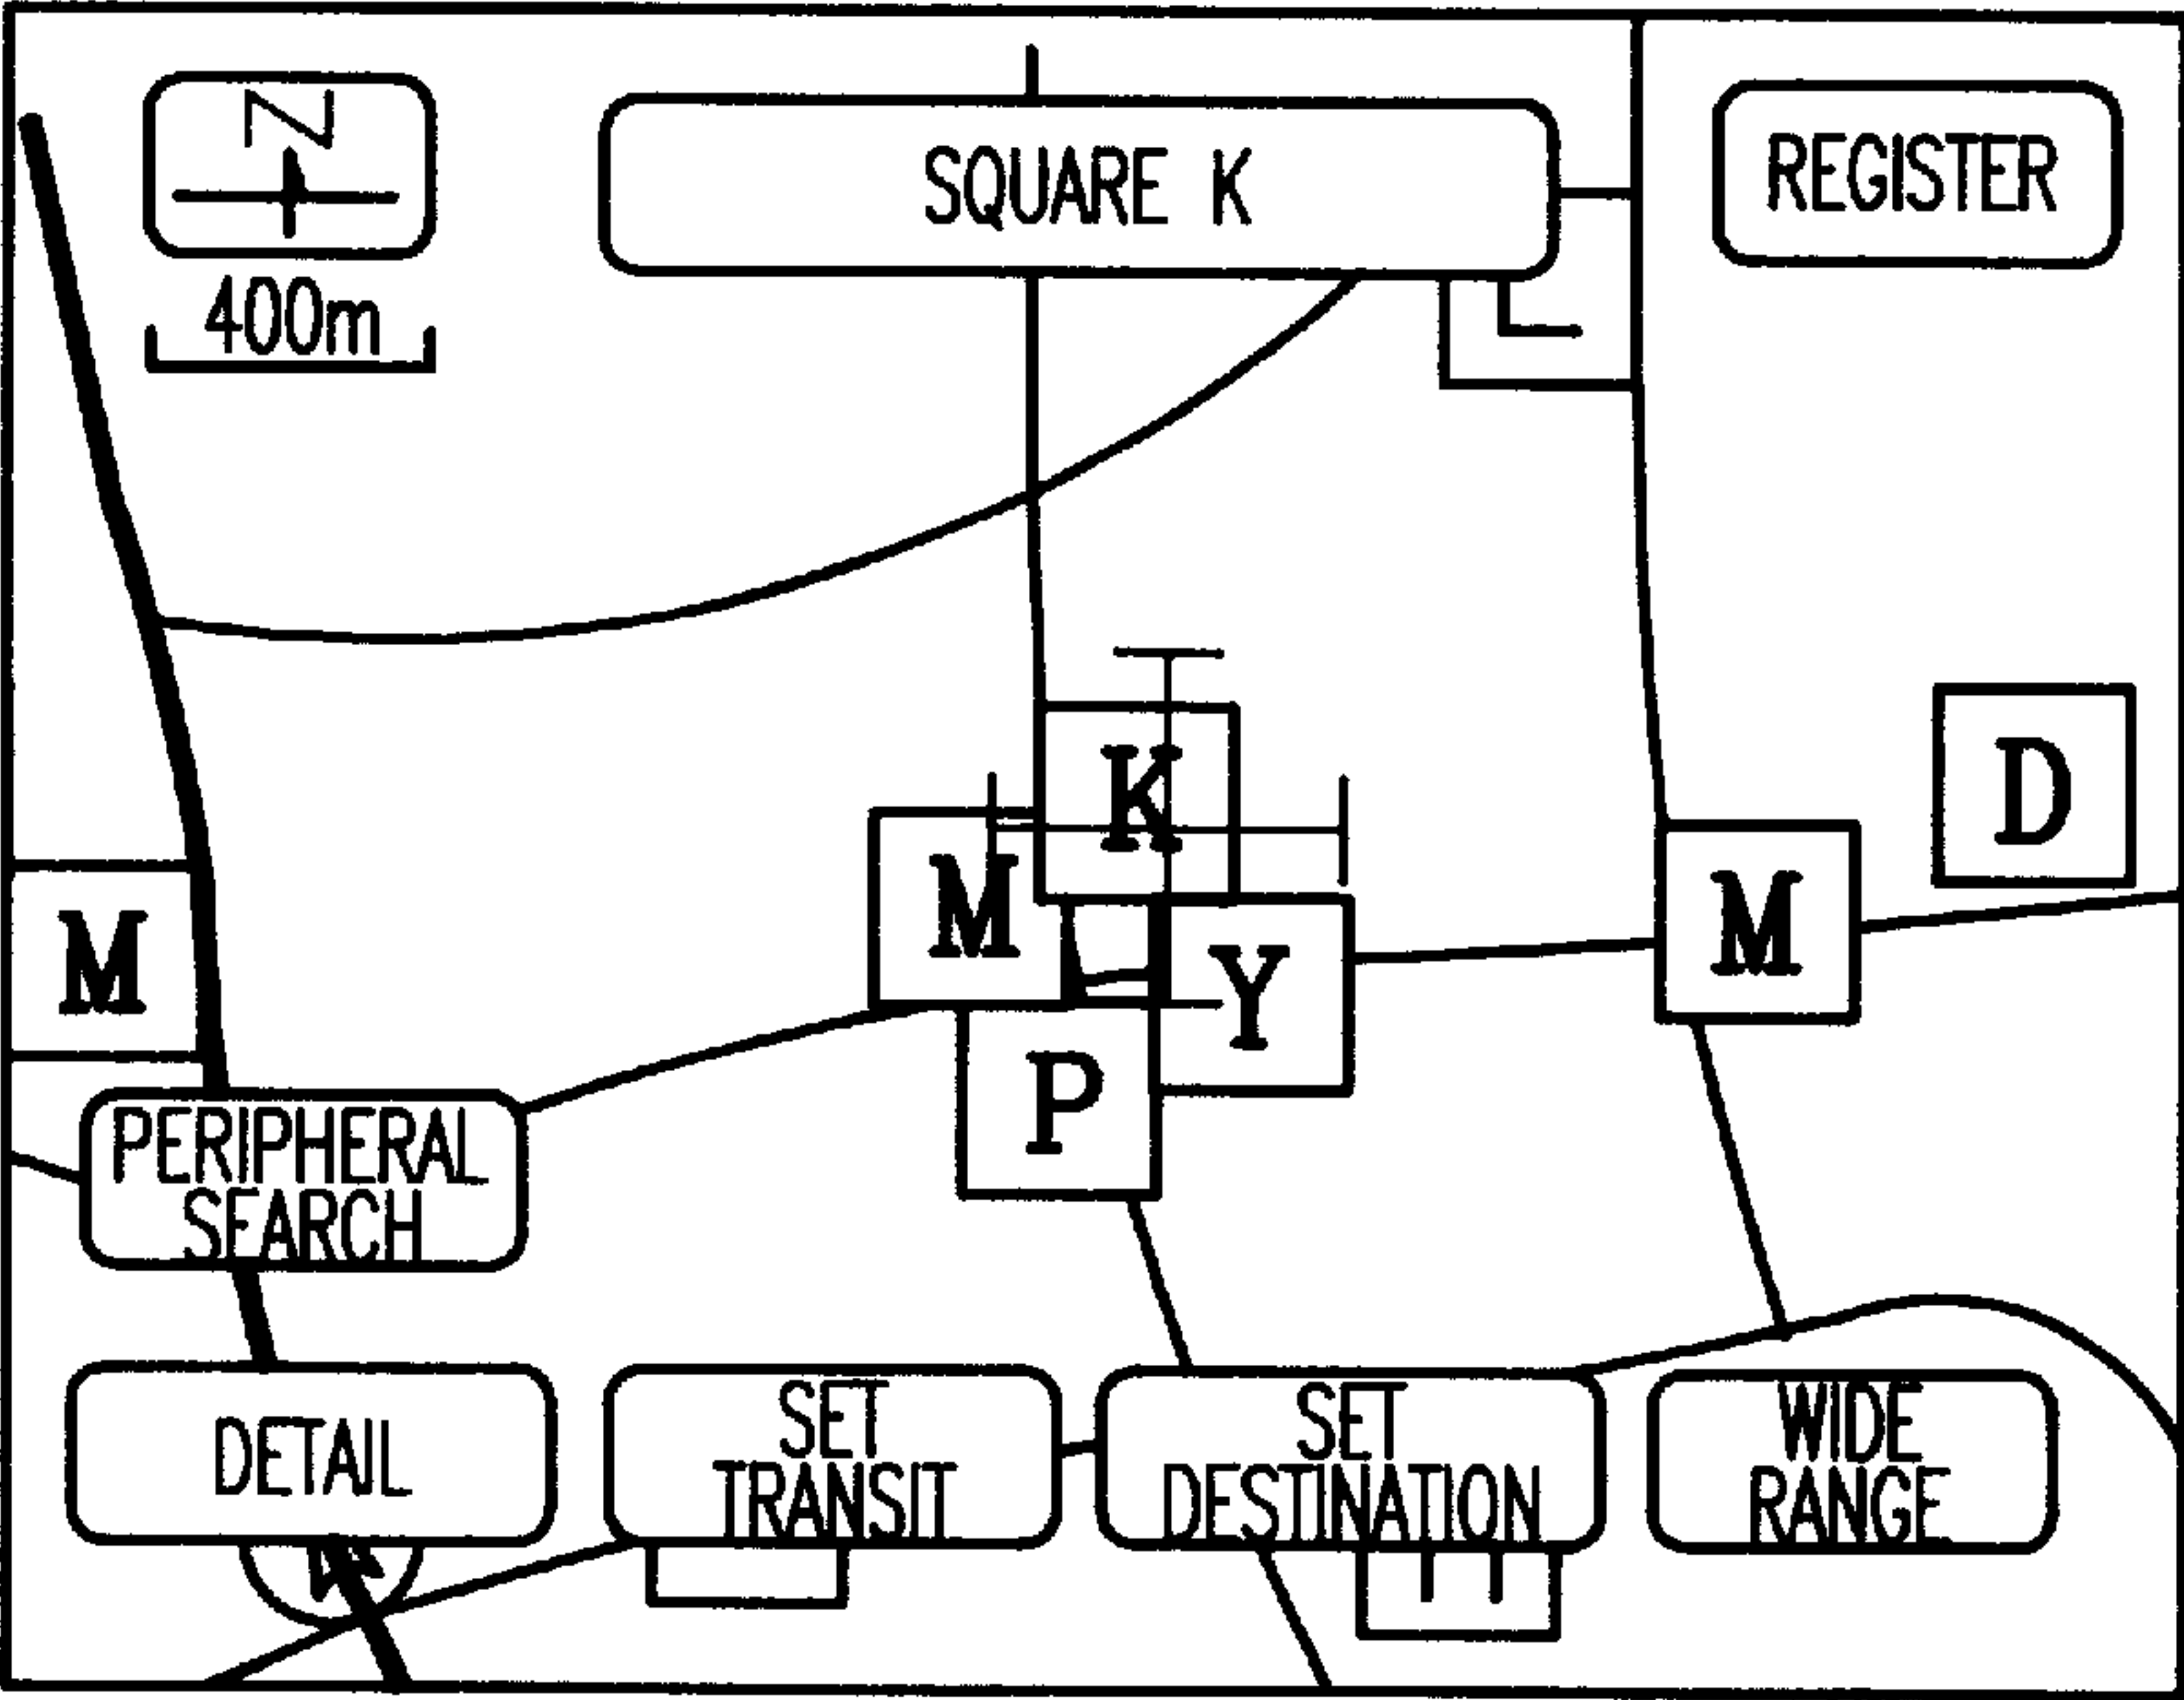 N
SQUARE K
REGISTER
400m
K
D
M
M
M
Y
P
PERIPHERAL
SEARCH
DETAIL
SET
TRANSIT
SET
DESTINATION
WIDE
RANGE